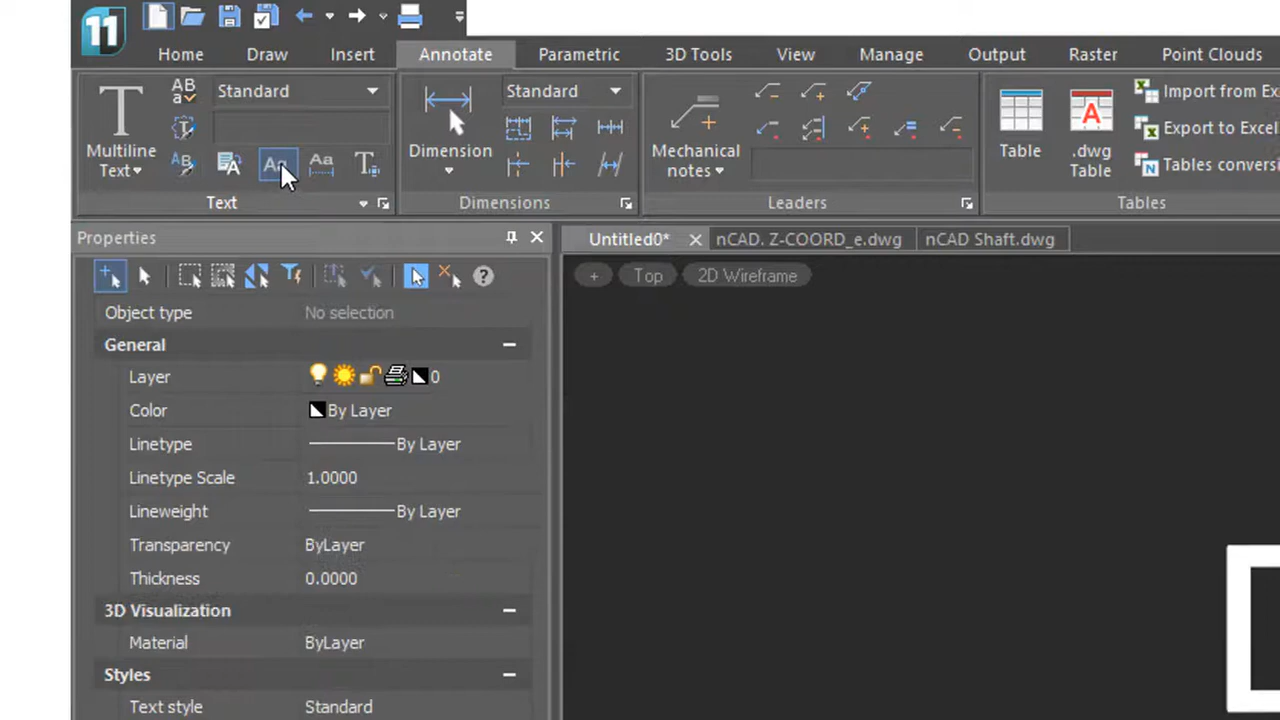 11
Home Draw Insert Annotate Parametric 3D Tools View Manage Output Raster Point Clouds
AB
a
Standard
Standard
Import from Ex
Multiline
Text
Dimension
Mechanical
notes
Table
.dwg
Table
Export to Excel
Tables conversi
Text Dimensions Leaders Tables
Properties
Untitled0* nCAD. Z-COORD_e.dwg nCAD Shaft.dwg
+ Top 2D Wireframe
Object type No selection
General
Layer 0
Color By Layer
Linetype By Layer
Linetype Scale 1.0000
Lineweight By Layer
Transparency ByLayer
Thickness 0.0000
3D Visualization
Material ByLayer
Styles
Text style Standard